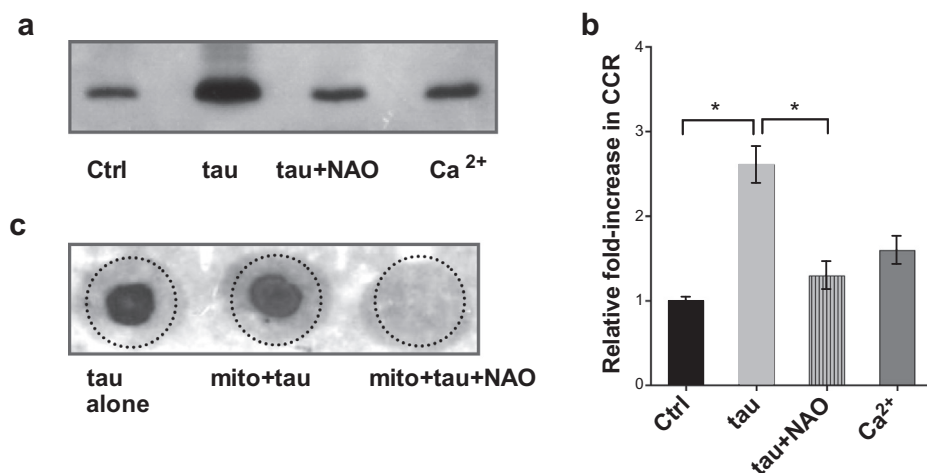 a
Ctrl tau tau+NAO Ca 2+
c
tau alone mito+tau mito+tau+NAO
b
Relative fold-increase in CCR
4
3
2
1
0
* *
Ctrl tau tau+NAO Ca2+